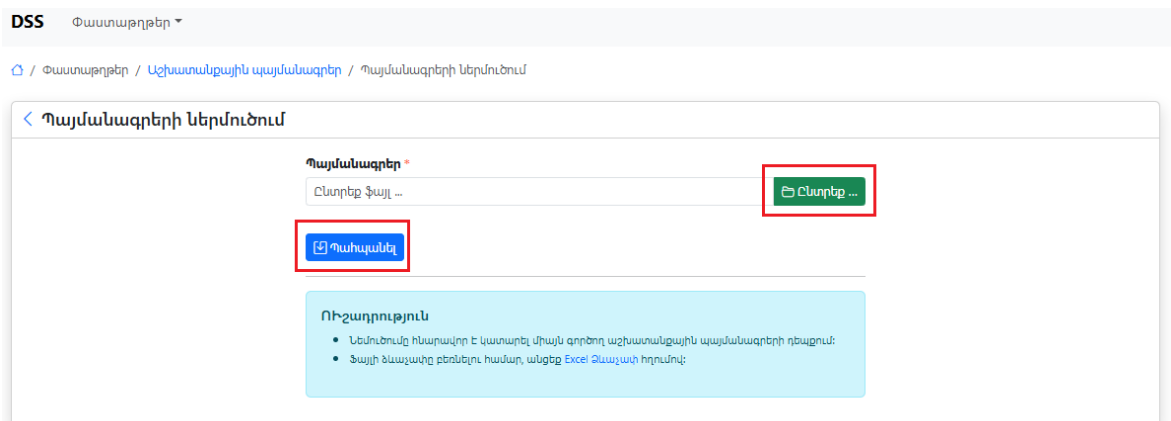 DSS Փաստաթղթեր
/ Փաստաթղթեր / Աշխատանքային պայմանագրեր / Պայմանագրերի ներմուծում
< Պայմանագրերի ներմուծում
Պայմանագրեր *
Ընտրեք ֆայլ ... Ընտրեք ...
Պահպանել
ՈՒշադրություն
• Նեմուծումը հնարավոր է կատարել միայն գործող աշխատանքային պայմանագրերի դեպքում:
• Ֆայլի ձևաչափը բեռնելու համար, անցեք Excel Ձևաչափ հղումով: